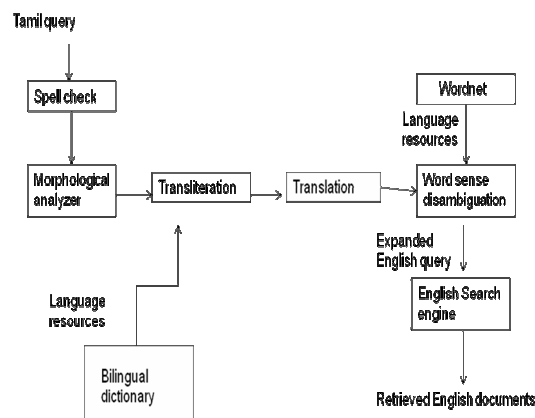 Tamil query
Spell check
Wordnet
Language
resources
Morphological
analyzer
Transliteration
Translation
Word sense
disambiguation
Expanded
English query
Language
resources
English Search
engine
Bilingual
dictionary
Retrieved English documents